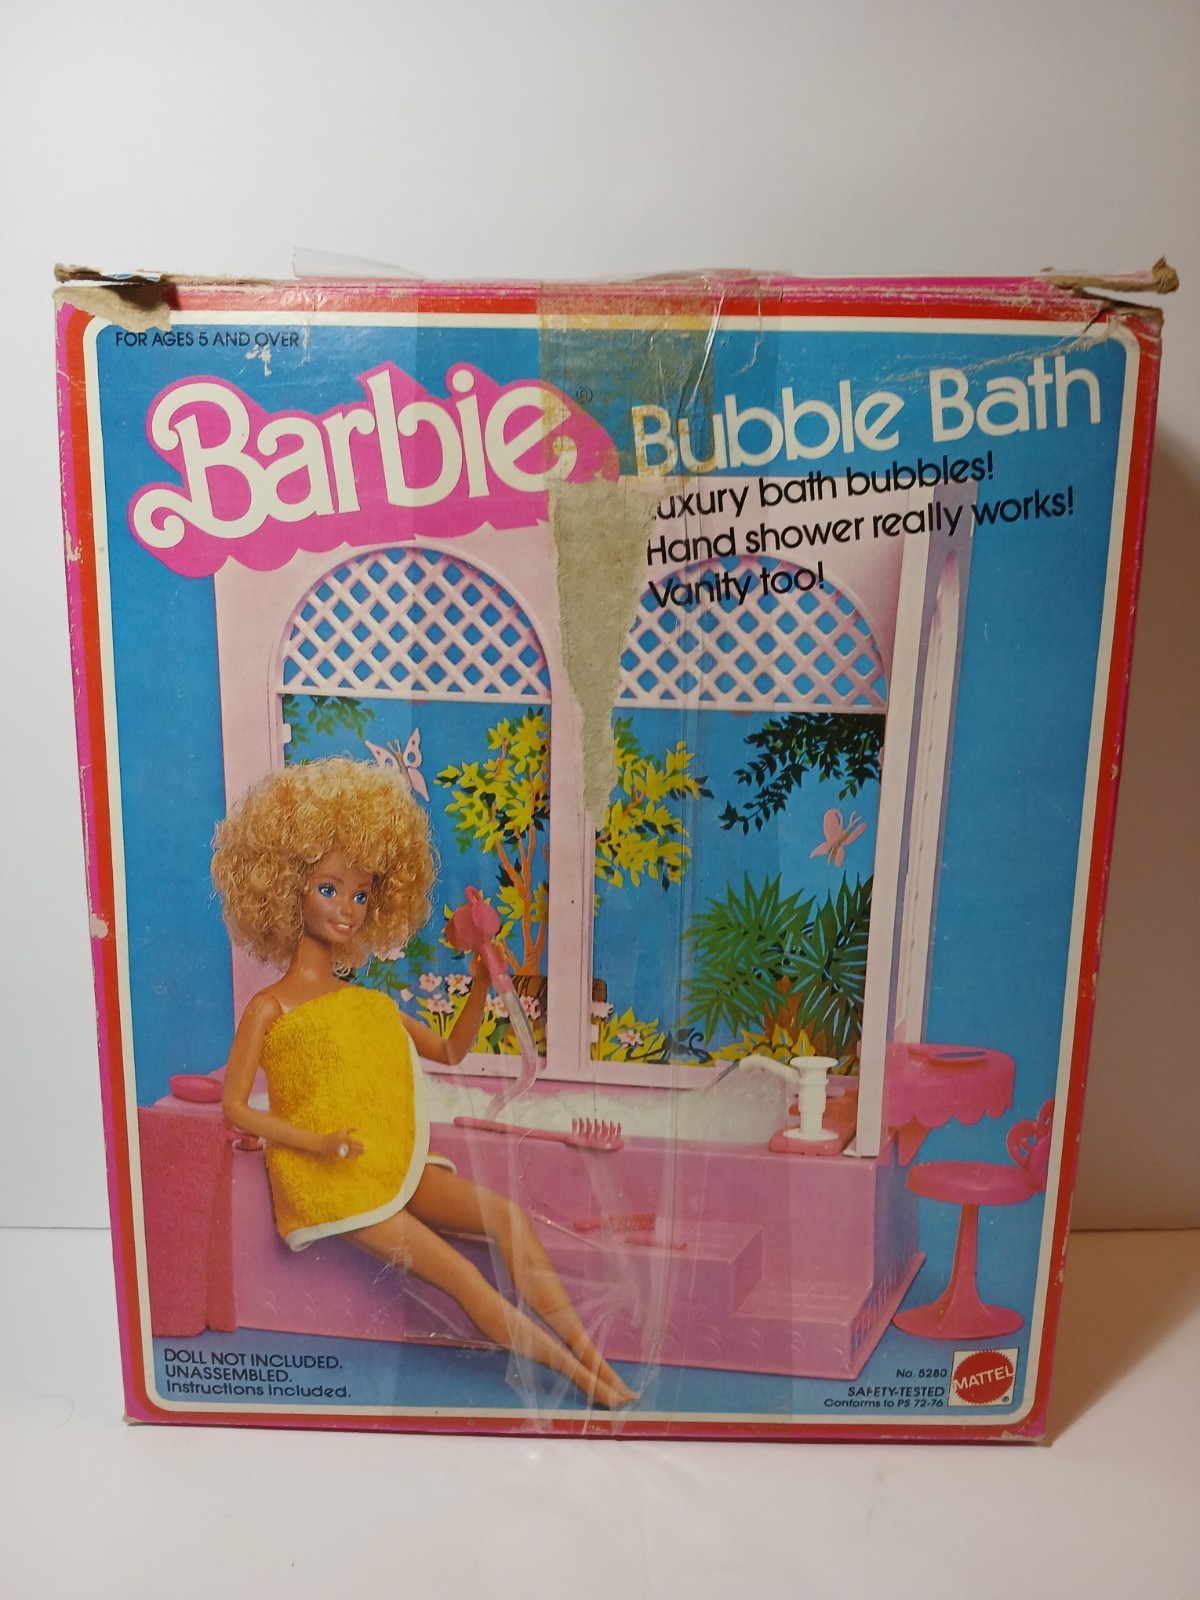 FOR AGES 5 AND OVER
Barbie®
Bubble Bath
uxury bath bubbles!
Hand shower really works!
Vanity too!
DOLL NOT INCLUDED.
UNASSEMBLED.
Instructions included.
No. 5280
SAFETY-TESTED
Conforms to PS 72-76
MATTEL
®